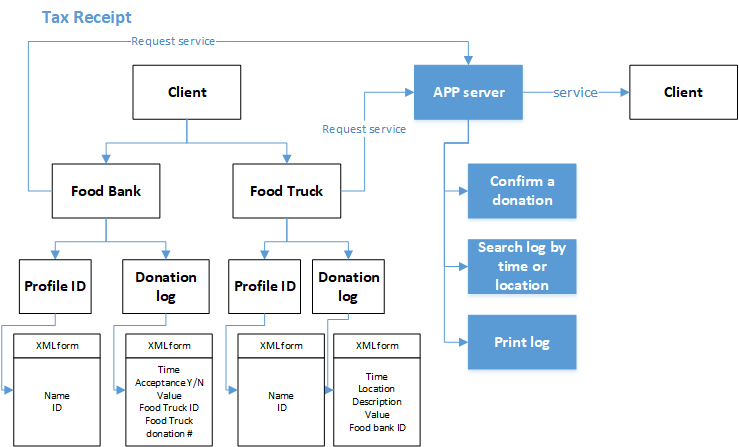 Tax Receipt
Request service
Client
APP server
service
Client
Request service
Food Bank
Food Truck
Confirm a
donation
Search log by
time or
location
Print log
Profile ID
Donation
log
Profile ID
Donation
log
XMLform
Name
ID
XMLform
Time
Acceptance Y/N
Value
Food Truck ID
Food Truck
donation #
XMLform
Name
ID
XMLform
Time
Location
Description
Value
Food bank ID